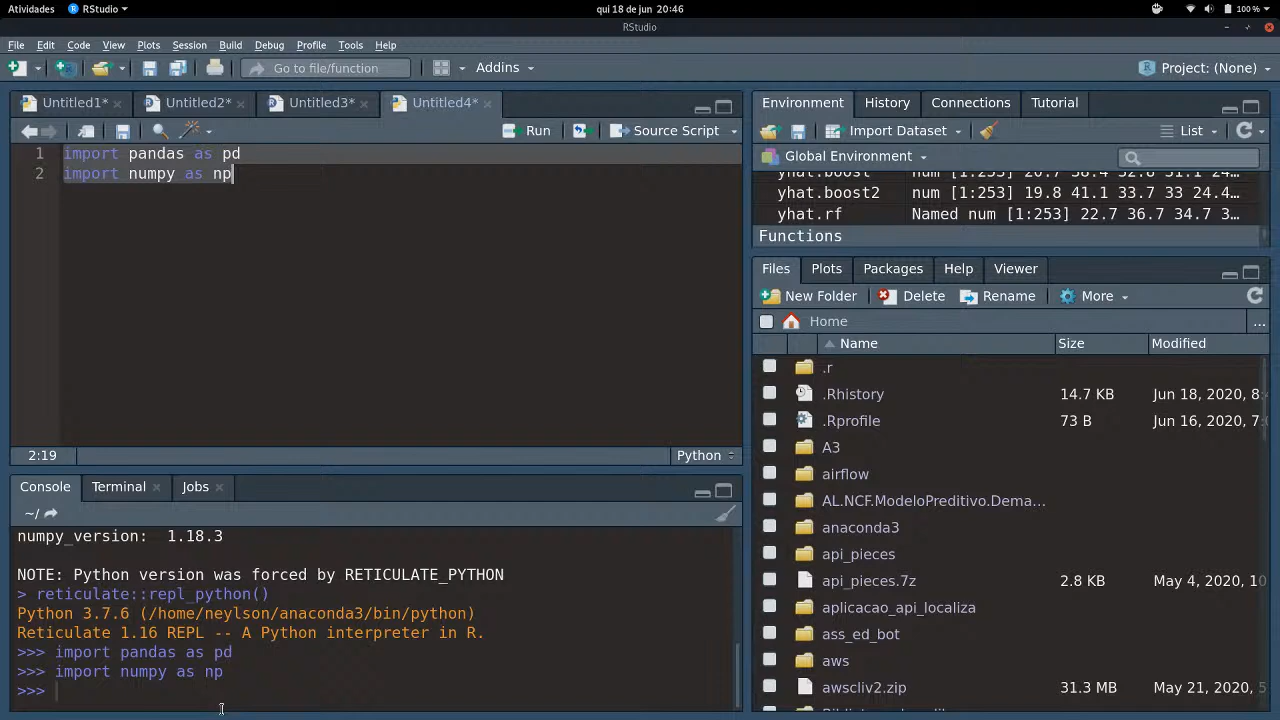 Atividades RStudio qui 18 de jun 20:46 100 %
RStudio
File Edit Code View Plots Session Build Debug Profile Tools Help
Go to file/function Addins Project: (None)
Untitled1* Untitled2* Untitled3* Untitled4*
Run Source Script
1 import pandas as pd
2 import numpy as np
2:19 Python
Console Terminal Jobs
~/
numpy_version: 1.18.3
NOTE: Python version was forced by RETICULATE_PYTHON
> reticulate::repl_python()
Python 3.7.6 (/home/neylson/anaconda3/bin/python)
Reticulate 1.16 REPL -- A Python interpreter in R.
>>> import pandas as pd
>>> import numpy as np
>>>
Environment History Connections Tutorial
Import Dataset List
Global Environment
yhat.boost2 num [1:253] 19.8 41.1 33.7 33 24.4…
yhat.rf Named num [1:253] 22.7 36.7 34.7 3…
Functions
Files Plots Packages Help Viewer
New Folder Delete Rename More
Home ...
Name Size Modified
.r
.Rhistory 14.7 KB Jun 18, 2020, 8:
.Rprofile 73 B Jun 16, 2020, 7:
A3
airflow
AL.NCF.ModeloPreditivo.Dema...
anaconda3
api_pieces
api_pieces.7z 2.8 KB May 4, 2020, 10
aplicacao_api_localiza
ass_ed_bot
aws
awscliv2.zip 31.3 MB May 21, 2020, 5